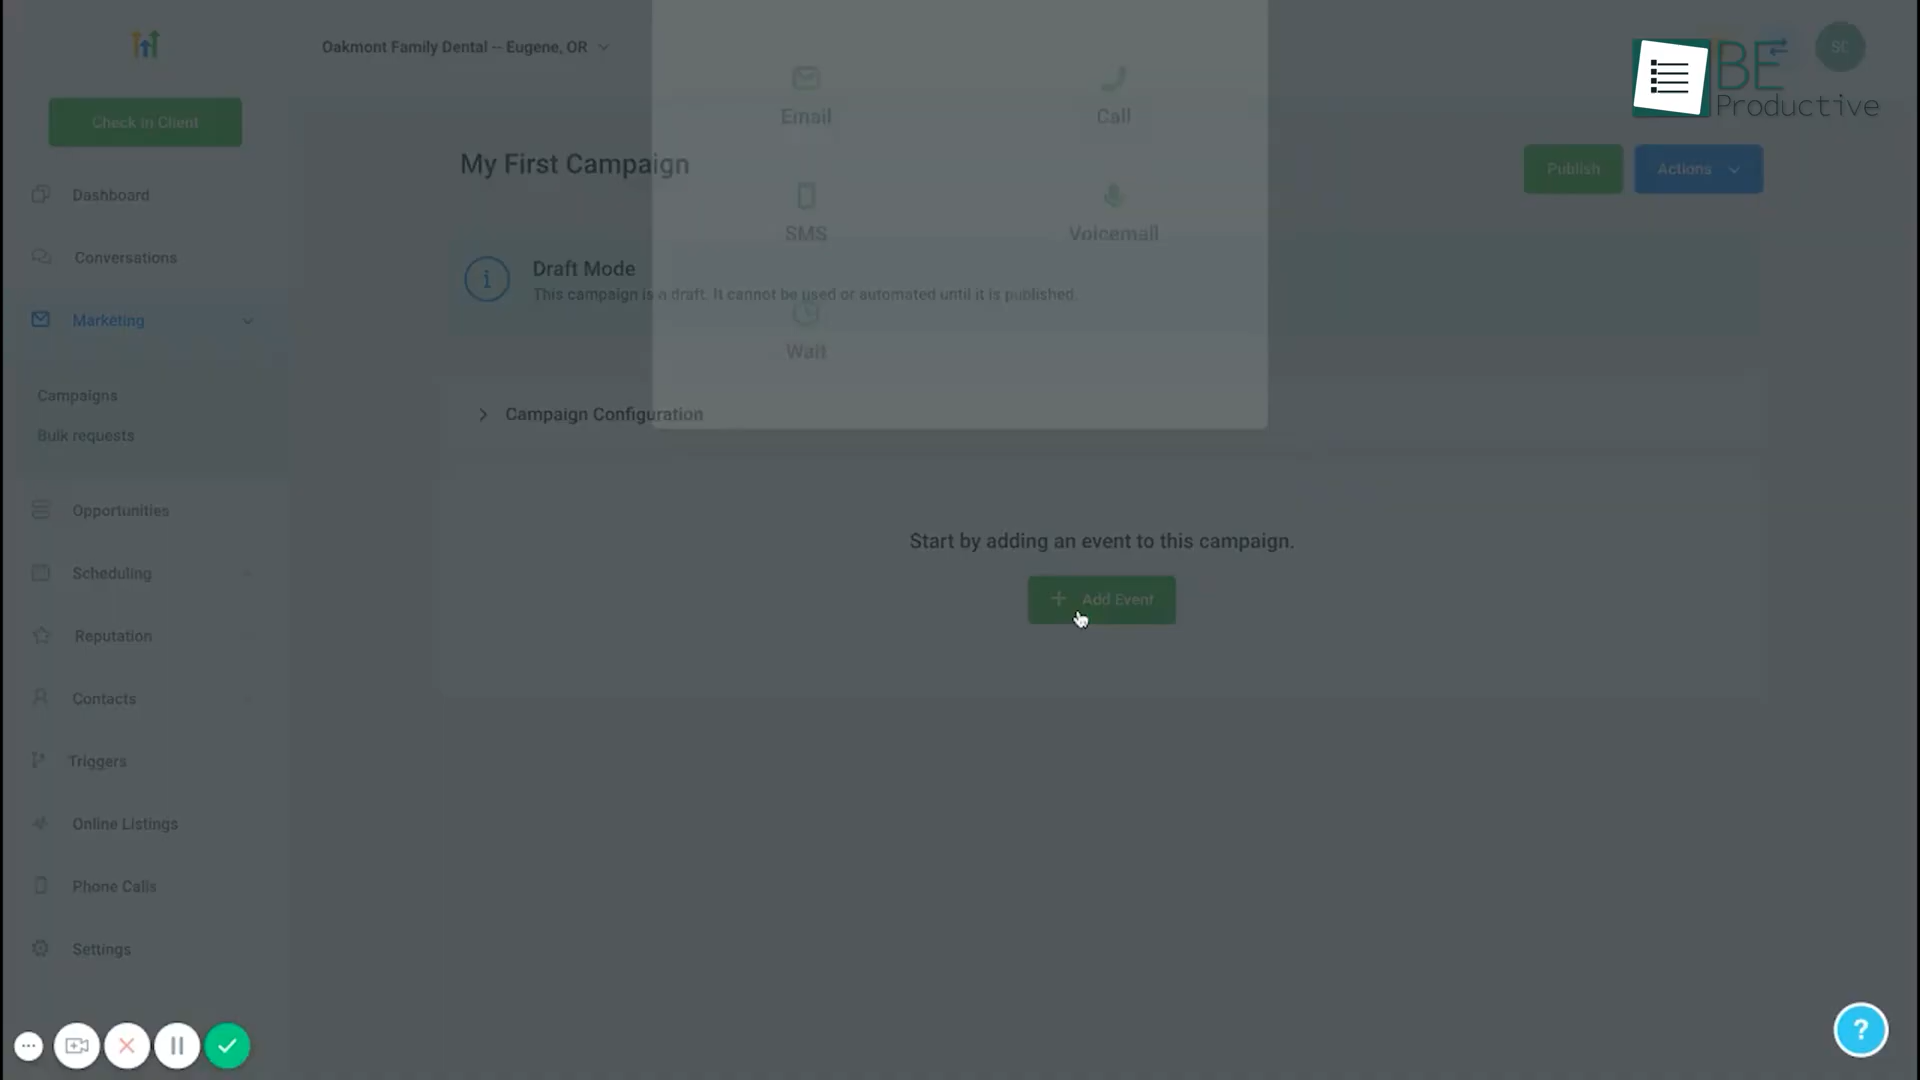 Oakmont Family Dental -- Eugene, OR
SC
BE
Productive
Check in Client
Email
Call
Dashboard
My First Campaign
Publish
Actions
Conversations
SMS
Voicemail
Draft Mode
This campaign is a draft. It cannot be used or automated until it is published.
Marketing
Wait
Campaigns
Campaign Configuration
Bulk requests
Opportunities
Start by adding an event to this campaign.
Scheduling
Add Event
Reputation
Contacts
Triggers
Online Listings
Phone Calls
Settings
?